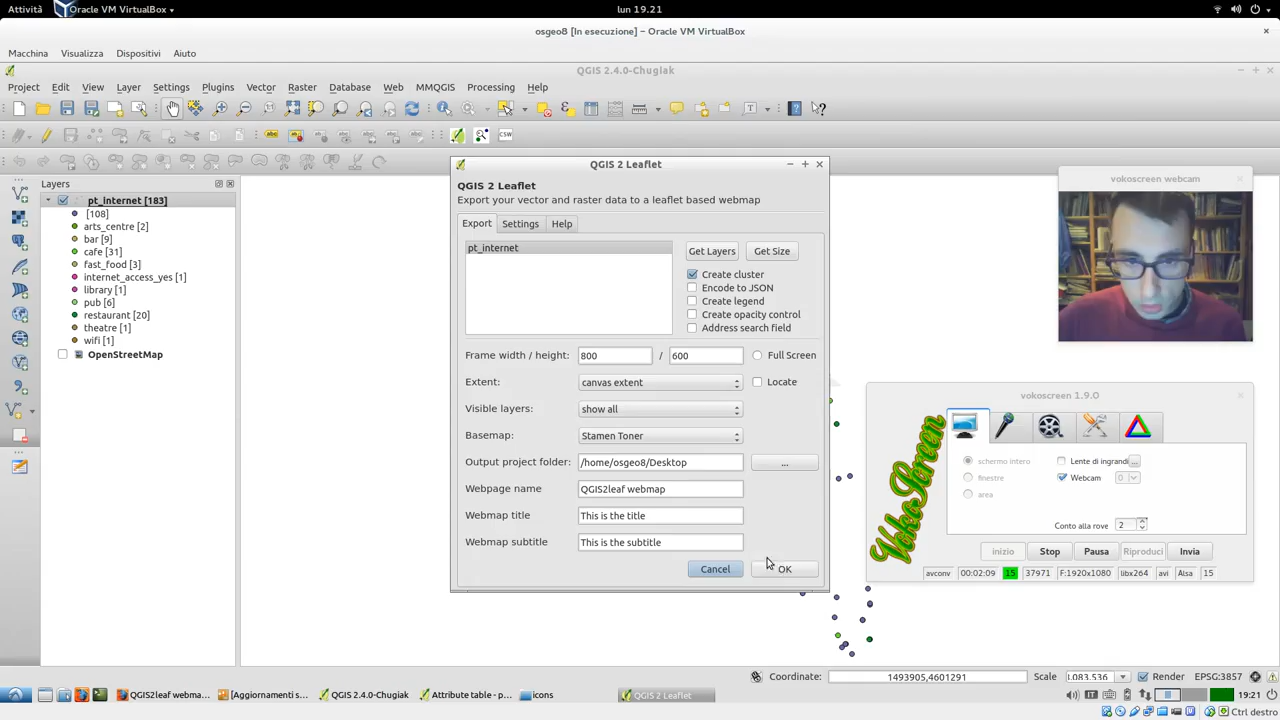 Attività
Oracle VM VirtualBox
lun 19.21
osgeo8 [In esecuzione] – Oracle VM VirtualBox
Macchina Visualizza Dispositivi Aiuto
QGIS 2.4.0-Chugiak
Project Edit View Layer Settings Plugins Vector Raster Database Web MMQGIS Processing Help
Layers
pt_internet [183]
[108]
arts_centre [2]
bar [9]
cafe [31]
fast_food [3]
internet_access_yes [1]
library [1]
pub [6]
restaurant [20]
theatre [1]
wifi [1]
OpenStreetMap
QGIS 2 Leaflet
QGIS 2 Leaflet
Export your vector and raster data to a leaflet based webmap
Export Settings Help
pt_internet
Get Layers Get Size
Create cluster
Encode to JSON
Create legend
Create opacity control
Address search field
Frame width / height: 800 / 600 Full Screen
Extent: canvas extent Locate
Visible layers: show all
Basemap: Stamen Toner
Output project folder: /home/osgeo8/Desktop ...
Webpage name QGIS2leaf webmap
Webmap title This is the title
Webmap subtitle This is the subtitle
Cancel OK
vokoscreen webcam
vokoscreen 1.9.0
VokoScreen
schermo intero
finestre
area
Lente di ingrandi ...
Webcam 0
Conto alla rove 2
inizio Stop Pausa Riproduci Invia
avconv 00:02:09 15 37971 F:1920x1080 libx264 avi Alsa 15
Coordinate: 1493905,4601291 Scale 1.083.536 Render EPSG:3857
QGIS2leaf webma... [Aggiornamenti s... QGIS 2.4.0-Chugiak Attribute table - p... icons QGIS 2 Leaflet
IT
19:21
Ctrl destro